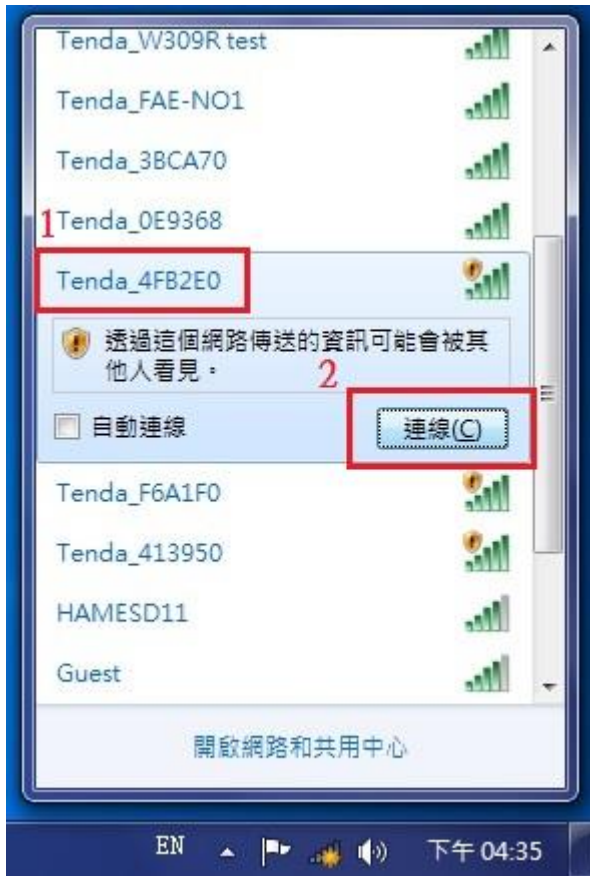 Tenda_W309R test
Tenda_FAE-NO1
Tenda_3BCA70
1
Tenda_0E9368
Tenda_4FB2E0
透過這個網路傳送的資訊可能會被其
他人看見。
2
自動連線
連線(C)
Tenda_F6A1F0
Tenda_413950
HAMESD11
Guest
開啟網路和共用中心
EN 下午 04:35